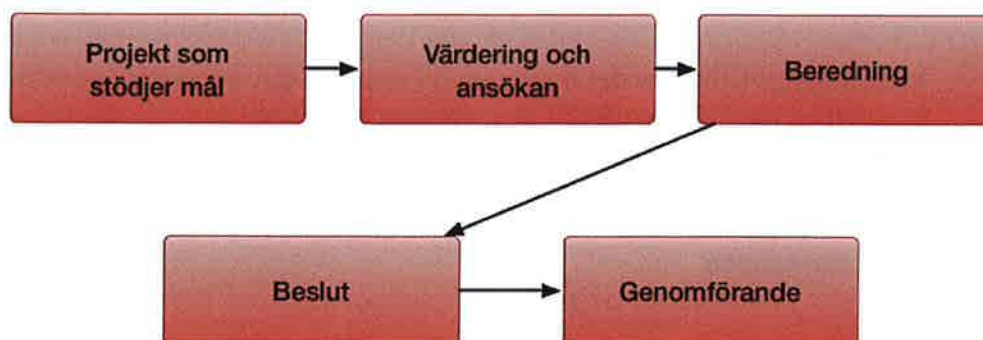 Projekt som
stödjer mål
Värdering och
ansökan
Beredning
Beslut
Genomförande